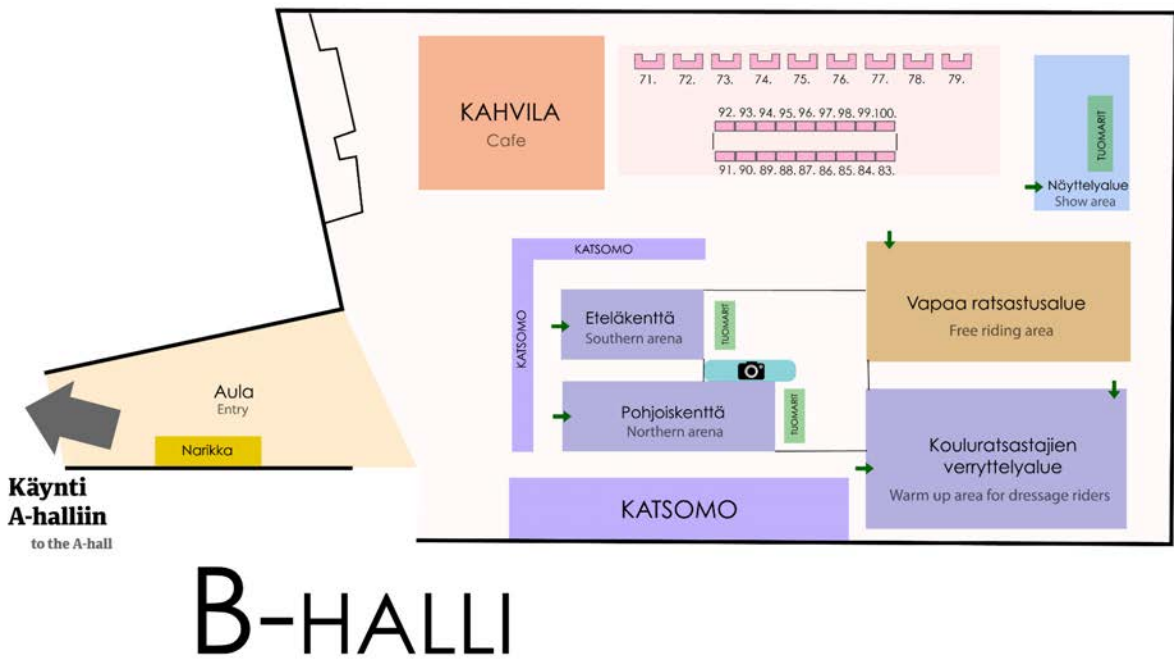 KAHVILA
Cafe
71. 72. 73. 74. 75. 76. 77. 78. 79.
92. 93. 94. 95. 96. 97. 98. 99. 100.
91. 90. 89. 88. 87. 86. 85. 84. 83.
TUOMARIT
Näyttelyalue
Show area
KATSOMO
KATSOMO
Eteläkenttä
Southern arena
TUOMARIT
Vapaa ratsastusalue
Free riding area
Pohjoiskenttä
Northern arena
TUOMARIT
Kouluratsastajien
verryttelyalue
Warm up area for dressage riders
KATSOMO
Aula
Entry
Narikka
Käynti
A-halliin
to the A-hall
B-HALLI